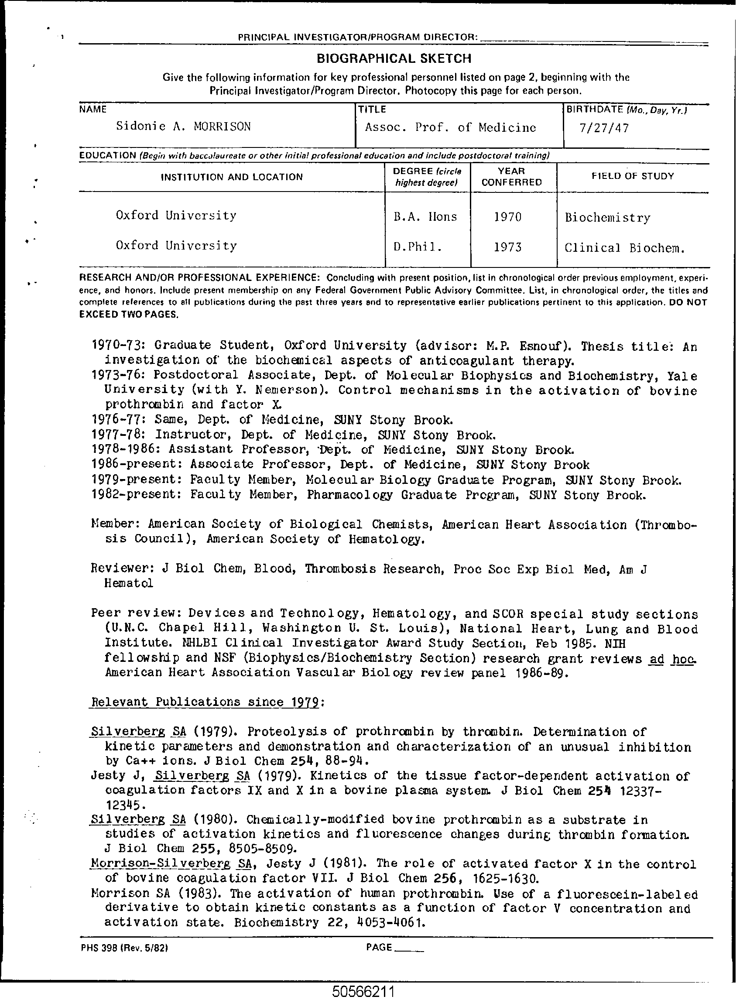 PRINCIPAL INVESTIGATOR/PROGRAM DIRECTOR:
BIOGRAPHICAL SKETCH
Give the following information for key professional personnel listed on page 2, beginning with the
Principal Investigator/Program Director. Photocopy this page for each person.
NAME TITLE BIRTHDATE (Mo., Day, Yr.)
Sidonie A. MORRISON Assoc. Prof. of Medicine 7/27/47
EDUCATION (Begin with baccalaureate or other initial professional education and include postdoctoral training)
INSTITUTION AND LOCATION DEGREE (circle highest degree) YEAR CONFERRED FIELD OF STUDY
Oxford University B.A. Hons 1970 Biochemistry
Oxford University D.Phil. 1973 Clinical Biochem.
RESEARCH AND/OR PROFESSIONAL EXPERIENCE: Concluding with present position, list in chronological order previous employment, experi-
ence, and honors. Include present membership on any Federal Government Public Advisory Committee. List, in chronological order, the titles and
complete references to all publications during the past three years and to representative earlier publications pertinent to this application. DO NOT
EXCEED TWO PAGES.
1970-73: Graduate Student, Oxford University (advisor: M.P. Esnouf). Thesis title: An
investigation of the biochemical aspects of anticoagulant therapy.
1973-76: Postdoctoral Associate, Dept. of Molecular Biophysics and Biochemistry, Yale
University (with Y. Nemerson). Control mechanisms in the activation of bovine
prothrombin and factor X.
1976-77: Same, Dept. of Medicine, SUNY Stony Brook.
1977-78: Instructor, Dept. of Medicine, SUNY Stony Brook.
1978-1986: Assistant Professor, Dept. of Medicine, SUNY Stony Brook.
1986-present: Associate Professor, Dept. of Medicine, SUNY Stony Brook
1979-present: Faculty Member, Molecular Biology Graduate Program, SUNY Stony Brook.
1982-present: Faculty Member, Pharmacology Graduate Program, SUNY Stony Brook.
Member: American Society of Biological Chemists, American Heart Association (Thrombo-
sis Council), American Society of Hematology.
Reviewer: J Biol Chem, Blood, Thrombosis Research, Proc Soc Exp Biol Med, Am J
Hematol
Peer review: Devices and Technology, Hematology, and SCOR special study sections
(U.N.C. Chapel Hill, Washington U. St. Louis), National Heart, Lung and Blood
Institute. NHLBI Clinical Investigator Award Study Section, Feb 1985. NIH
fellowship and NSF (Biophysics/Biochemistry Section) research grant reviews ad hoc.
American Heart Association Vascular Biology review panel 1986-89.
Relevant Publications since 1979:
Silverberg SA (1979). Proteolysis of prothrombin by thrombin. Determination of
kinetic parameters and demonstration and characterization of an unusual inhibition
by Ca++ ions. J Biol Chem 254, 88-94.
Jesty J, Silverberg SA (1979). Kinetics of the tissue factor-dependent activation of
coagulation factors IX and X in a bovine plasma system. J Biol Chem 254 12337-
12345.
Silverberg SA (1980). Chemically-modified bovine prothrombin as a substrate in
studies of activation kinetics and fluorescence changes during thrombin formation.
J Biol Chem 255, 8505-8509.
Morrison-Silverberg SA, Jesty J (1981). The role of activated factor X in the control
of bovine coagulation factor VII. J Biol Chem 256, 1625-1630.
Morrison SA (1983). The activation of human prothrombin. Use of a fluorescein-labeled
derivative to obtain kinetic constants as a function of factor V concentration and
activation state. Biochemistry 22, 4053-4061.
PHS 398 (Rev. 5/82) PAGE
50566211